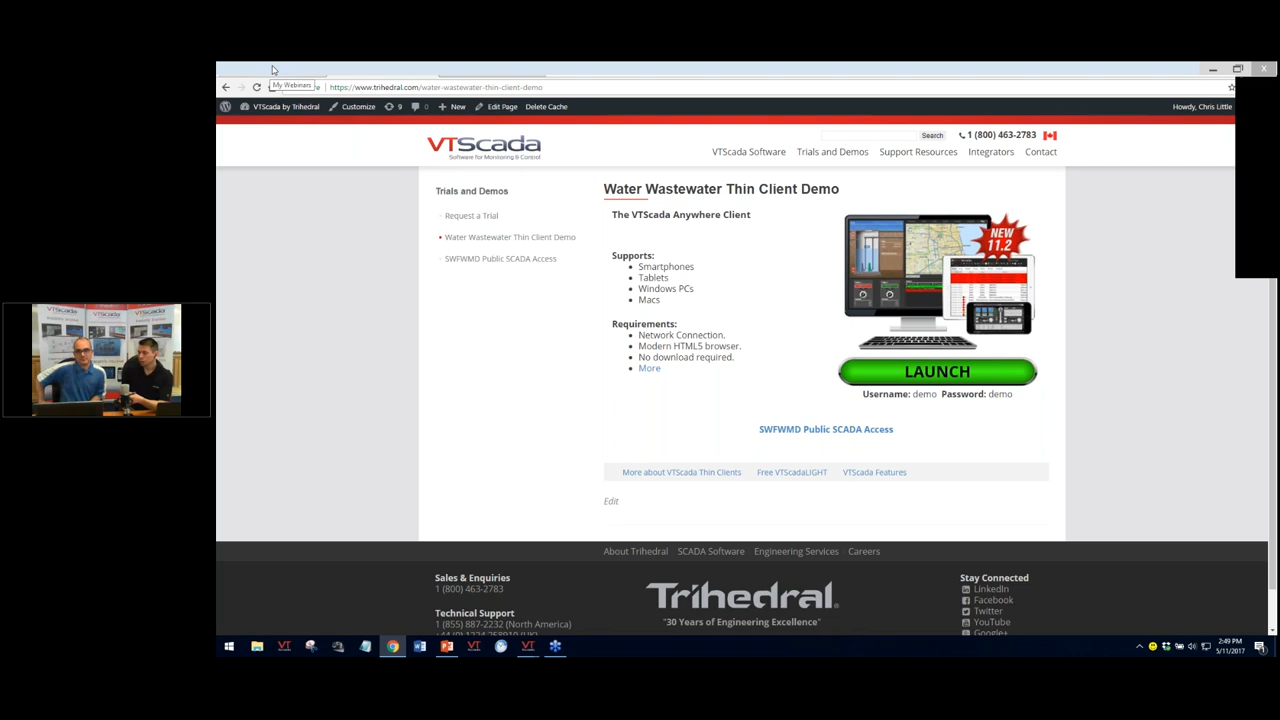 My Webinars
https://www.trihedral.com/water-wastewater-thin-client-demo
VTScada by Trihedral Customize 9 0 New Edit Page Delete Cache Howdy, Chris Little
VTScada
Software for Monitoring & Control
Search 1 (800) 463-2783
VTScada Software Trials and Demos Support Resources Integrators Contact
Trials and Demos
Request a Trial
Water Wastewater Thin Client Demo
SWFWMD Public SCADA Access
Water Wastewater Thin Client Demo
The VTScada Anywhere Client
Supports:
Smartphones
Tablets
Windows PCs
Macs
Requirements:
Network Connection.
Modern HTML5 browser.
No download required.
More
NEW
11.2
LAUNCH
Username: demo Password: demo
SWFWMD Public SCADA Access
More about VTScada Thin Clients Free VTScadaLIGHT VTScada Features
Edit
About Trihedral SCADA Software Engineering Services Careers
Sales & Enquiries
1 (800) 463-2783
Technical Support
1 (855) 887-2232 (North America)
Trihedral.
"30 Years of Engineering Excellence"
Stay Connected
LinkedIn
Facebook
Twitter
YouTube
Google+
2:49 PM
5/11/2017